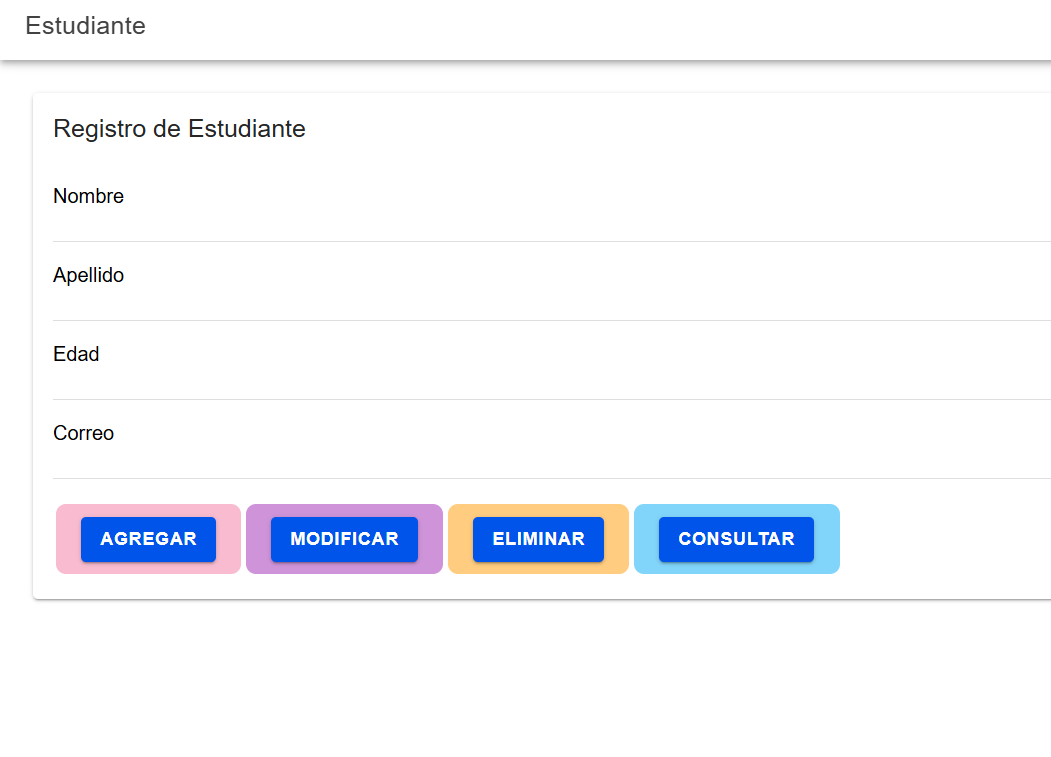 Estudiante
Registro de Estudiante
Nombre
Apellido
Edad
Correo
AGREGAR MODIFICAR ELIMINAR CONSULTAR